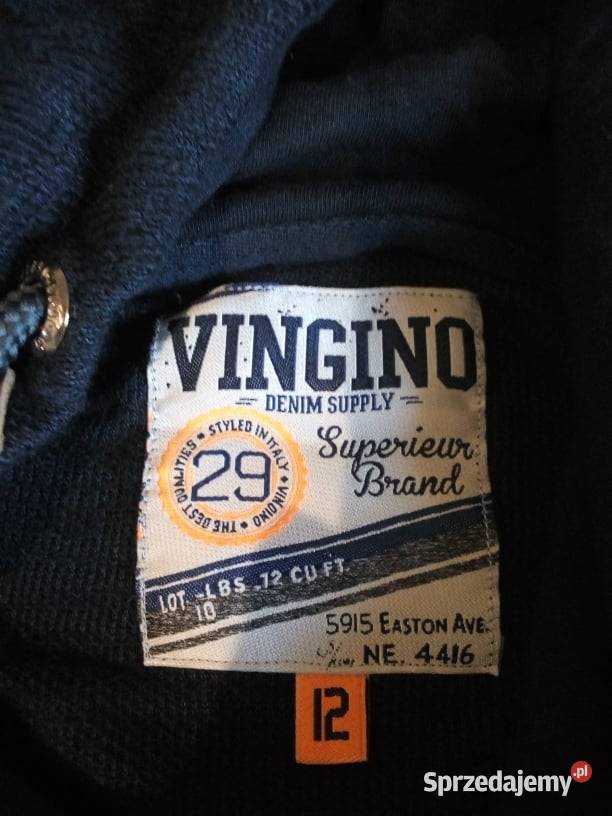 VINGINO
DENIM SUPPLY
Superieur
Brand
STYLED IN ITALY • VINGINO • THE BEST QUALITIES •
29
LOT -LBS .72 CU FT.
10
5915 EASTON AVE.
NE. 4416
12
Sprzedajemy.pl